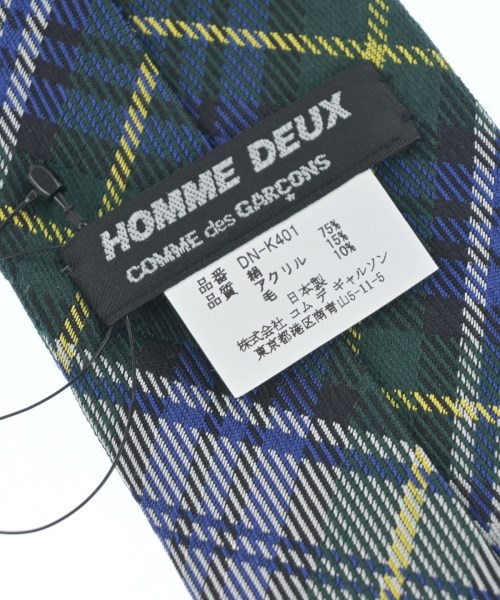 HOMME DEUX
COMME des GARÇONS
*
品番 DN-K401
品質 絹 75%
アクリル 15%
毛 10%
日本製
株式会社 コム デ ギャルソン
東京都港区南青山5-11-5